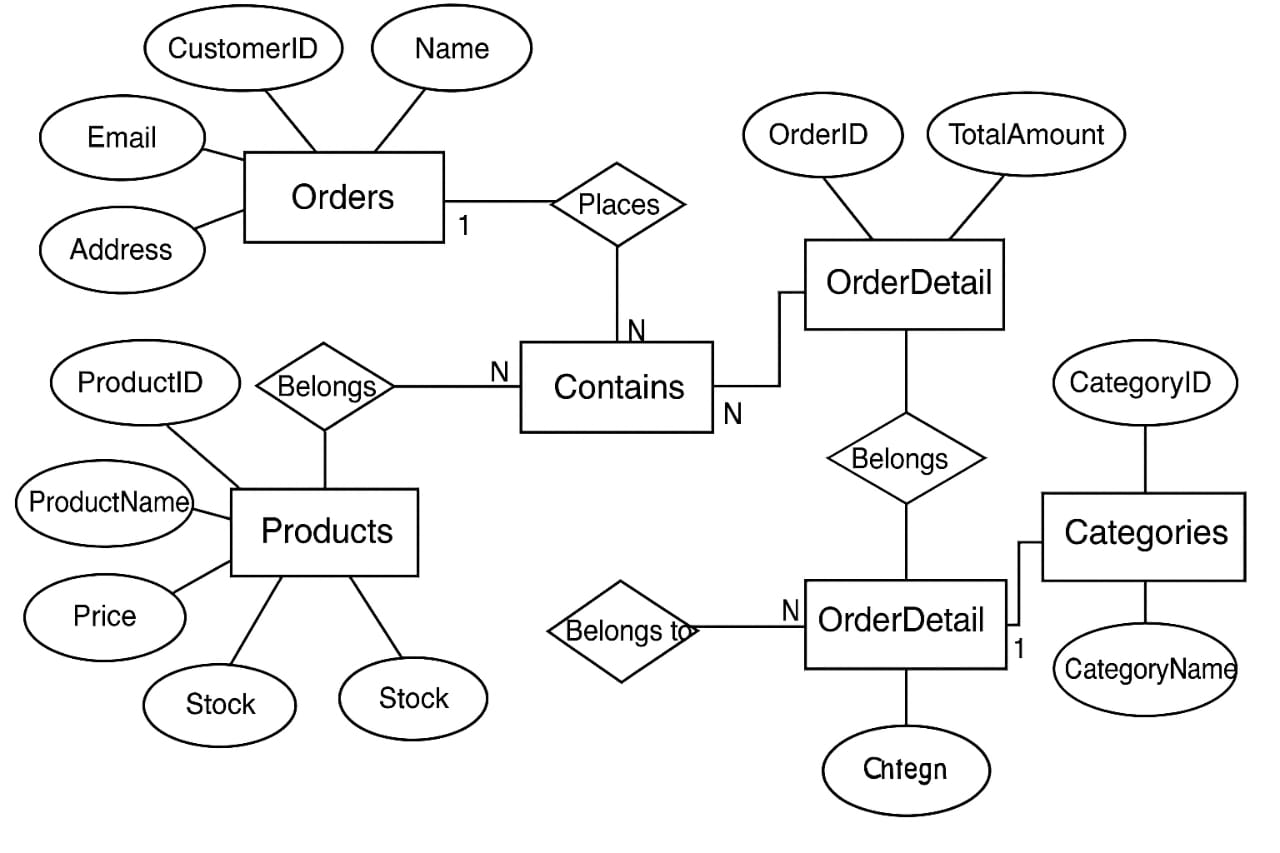 CustomerID
Name
Email
Address
Orders
1
Places
OrderID
TotalAmount
OrderDetail
N
ProductID
Belongs
N
Contains
N
CategoryID
ProductName
Products
Belongs
Categories
Price
Stock
Stock
Belongs to
N
OrderDetail
1
CategoryName
Chtegn